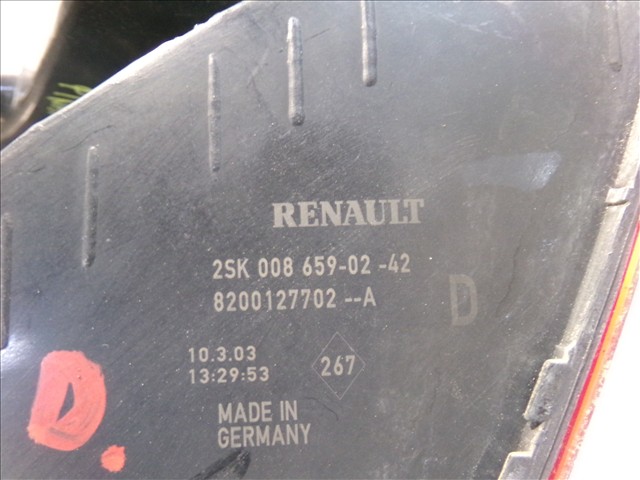 RENAULT
2SK 008 659-02 -42
8200127702 --A
D
10.3.03
13:29:53
267
MADE IN
GERMANY
D.